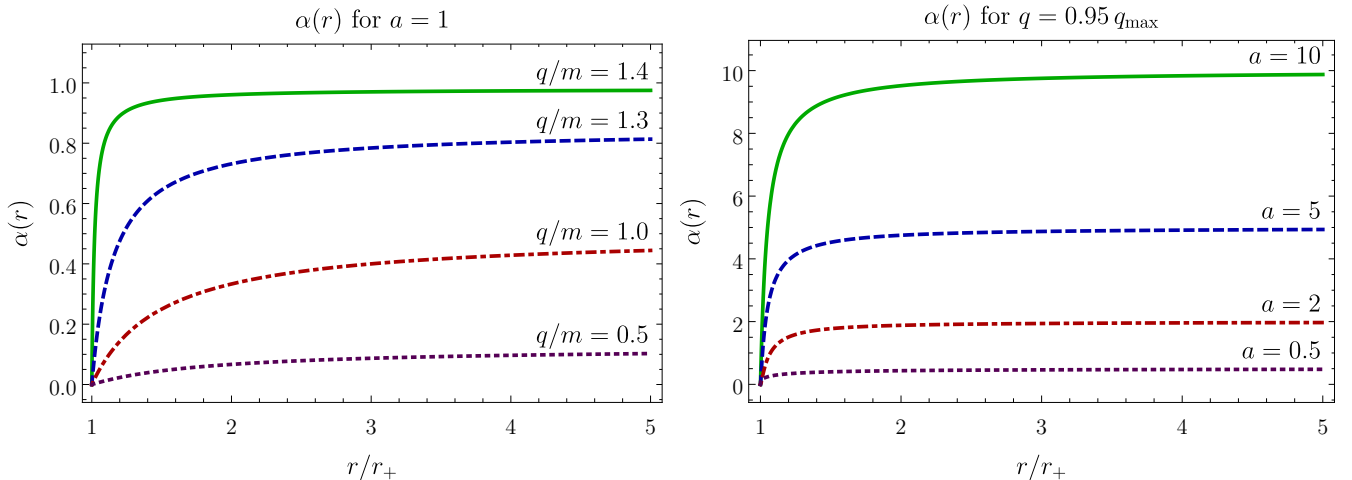 α(r) for a = 1
α(r)
1.0
0.8
0.6
0.4
0.2
0.0
q/m = 1.4
q/m = 1.3
q/m = 1.0
q/m = 0.5
1 2 3 4 5
r/r₊
α(r) for q = 0.95 q_max
α(r)
10
8
6
4
2
0
a = 10
a = 5
a = 2
a = 0.5
1 2 3 4 5
r/r₊